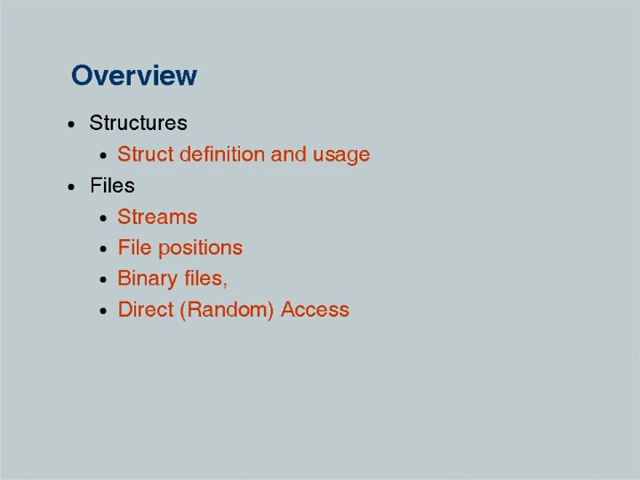 Overview
• Structures
• Struct definition and usage
• Files
• Streams
• File positions
• Binary files,
• Direct (Random) Access